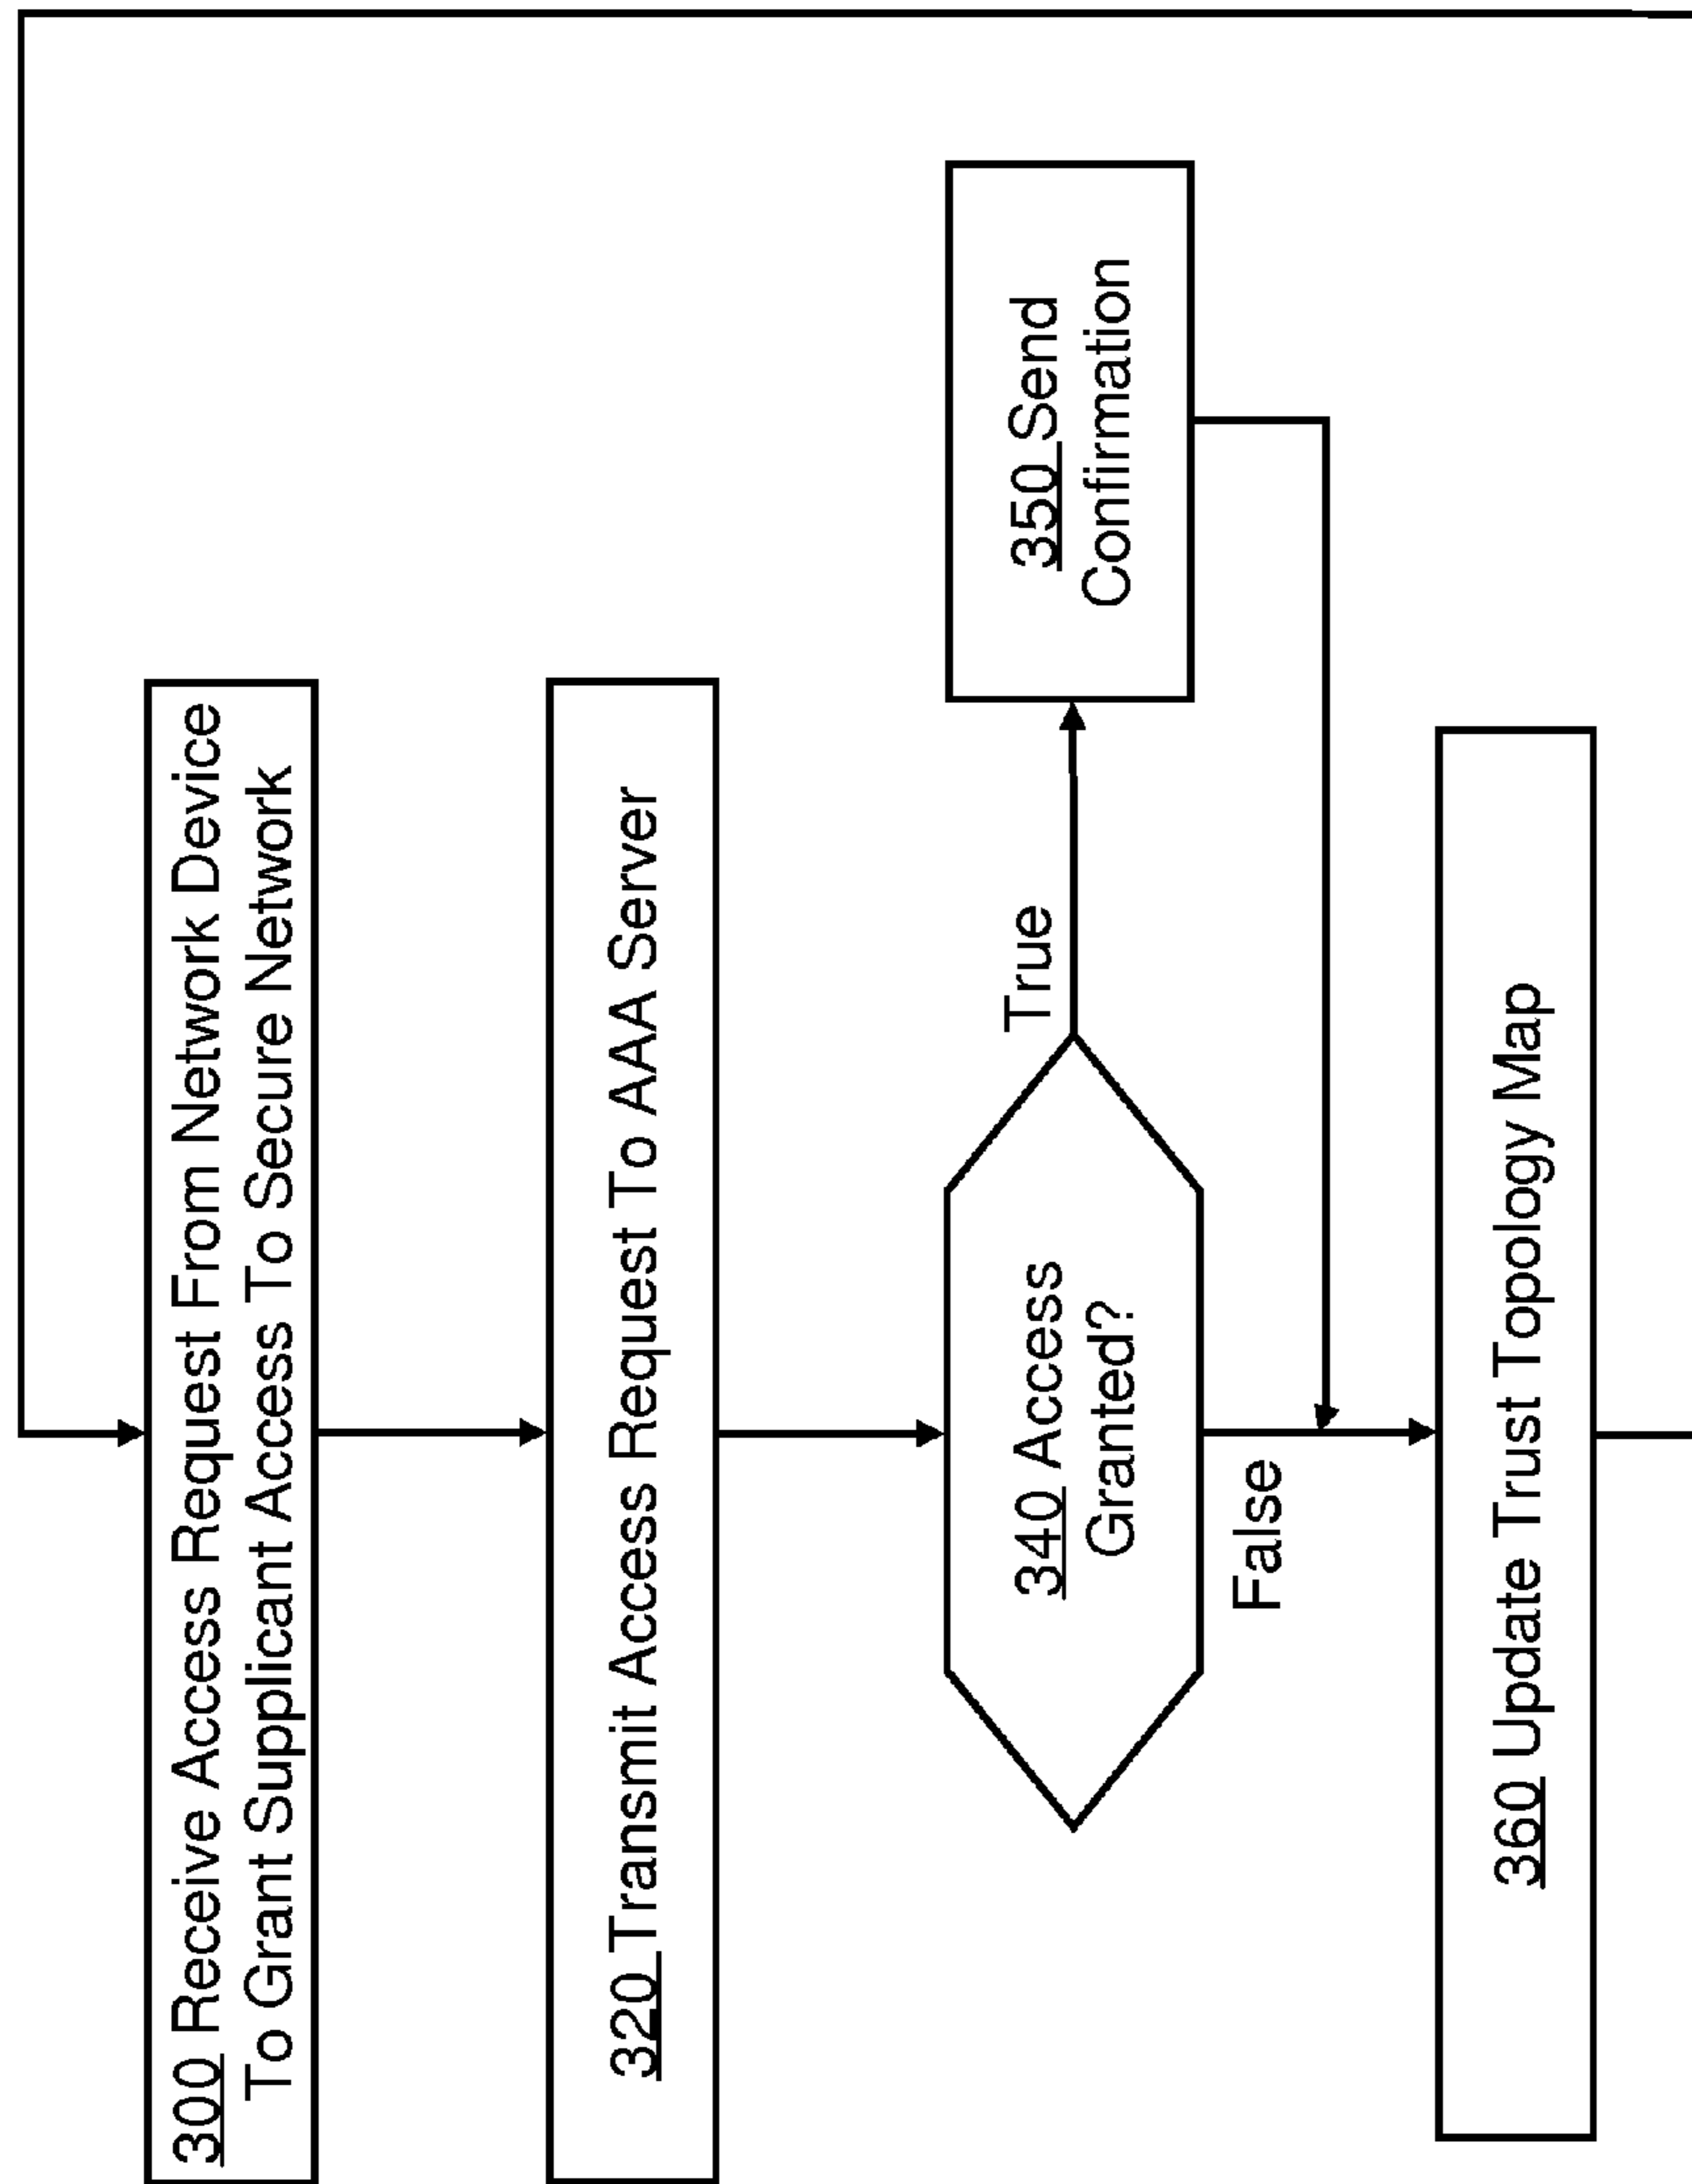 300 Receive Access Request From Network Device
To Grant Supplicant Access To Secure Network
320 Transmit Access Request To AAA Server
340 Access
Granted?
True
350 Send
Confirmation
False
360 Update Trust Topology Map